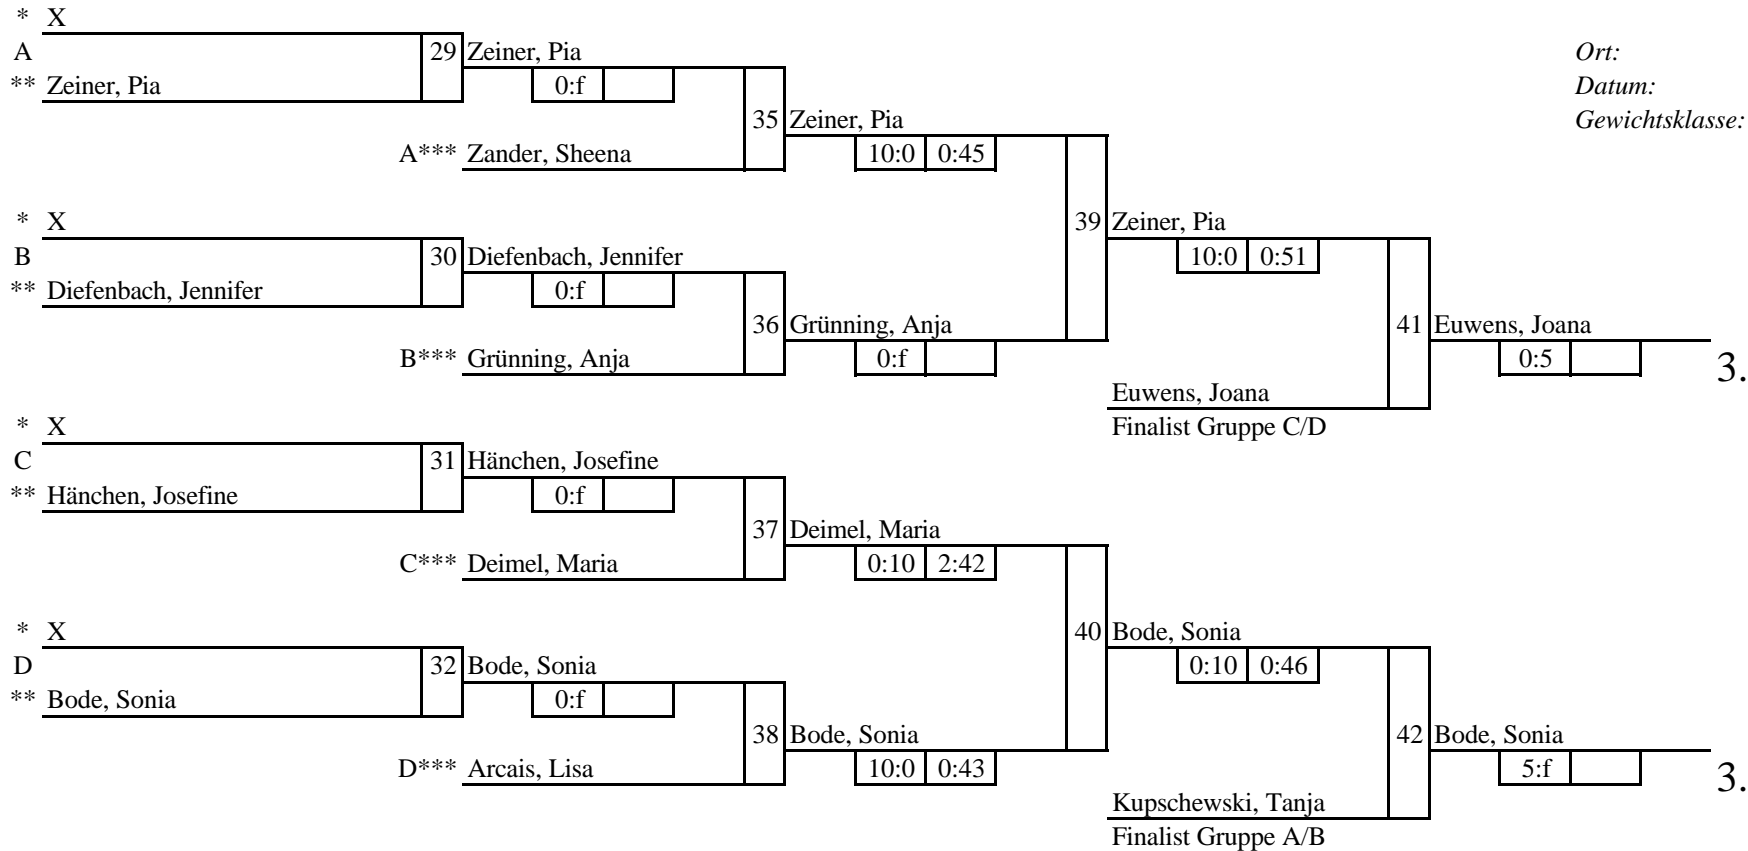 * X
A
29 Zeiner, Pia
Ort:
** Zeiner, Pia
0:f
Datum:
35 Zeiner, Pia
Gewichtsklasse:
A*** Zander, Sheena
10:0 0:45
* X
39 Zeiner, Pia
B
30 Diefenbach, Jennifer
10:0 0:51
** Diefenbach, Jennifer
0:f
36 Grünning, Anja
41 Euwens, Joana
B*** Grünning, Anja
0:f
0:5
3.
Euwens, Joana
* X
Finalist Gruppe C/D
C
31 Hänchen, Josefine
** Hänchen, Josefine
0:f
37 Deimel, Maria
C*** Deimel, Maria
0:10 2:42
* X
40 Bode, Sonia
D
32 Bode, Sonia
0:10 0:46
** Bode, Sonia
0:f
38 Bode, Sonia
42 Bode, Sonia
D*** Arcais, Lisa
10:0 0:43
5:f
3.
Kupschewski, Tanja
Finalist Gruppe A/B